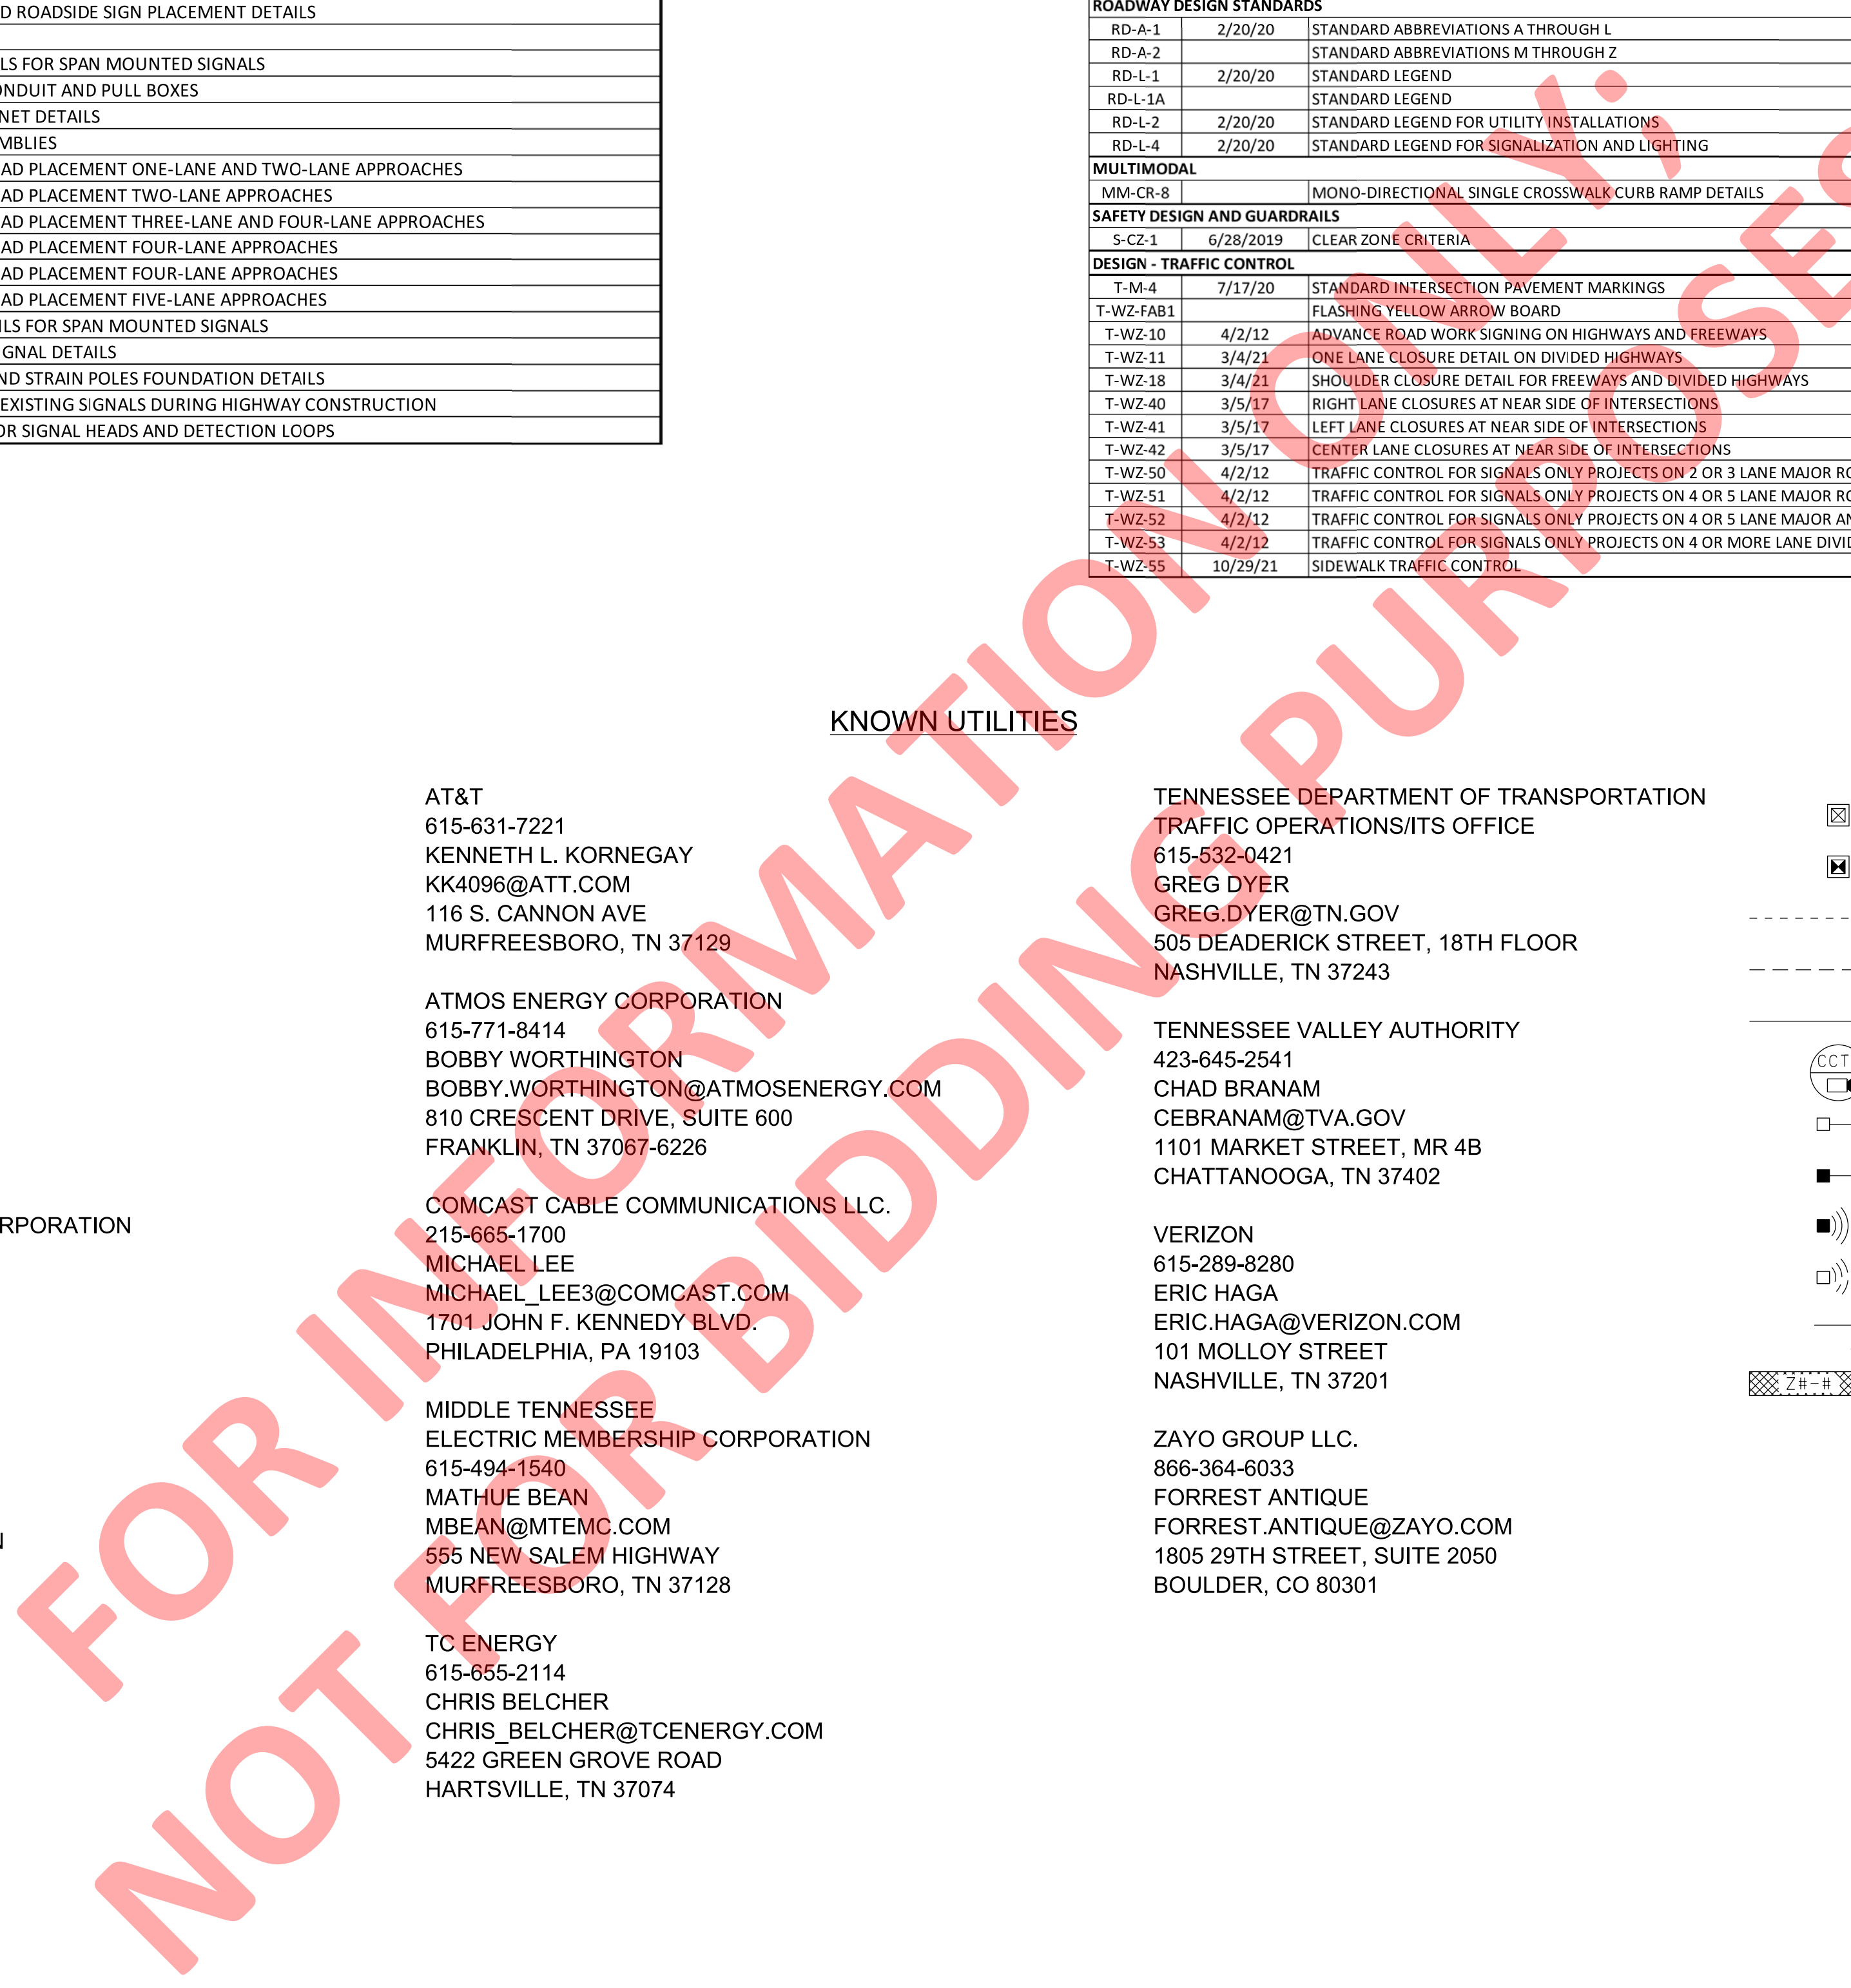 D ROADSIDE SIGN PLACEMENT DETAILS
LS FOR SPAN MOUNTED SIGNALS
ONDUIT AND PULL BOXES
NET DETAILS
MBLIES
AD PLACEMENT ONE-LANE AND TWO-LANE APPROACHES
AD PLACEMENT TWO-LANE APPROACHES
AD PLACEMENT THREE-LANE AND FOUR-LANE APPROACHES
AD PLACEMENT FOUR-LANE APPROACHES
AD PLACEMENT FOUR-LANE APPROACHES
AD PLACEMENT FIVE-LANE APPROACHES
ILS FOR SPAN MOUNTED SIGNALS
IGNAL DETAILS
ND STRAIN POLES FOUNDATION DETAILS
EXISTING SIGNALS DURING HIGHWAY CONSTRUCTION
OR SIGNAL HEADS AND DETECTION LOOPS
ROADWAY DESIGN STANDARDS
RD-A-1 2/20/20 STANDARD ABBREVIATIONS A THROUGH L
RD-A-2 STANDARD ABBREVIATIONS M THROUGH Z
RD-L-1 2/20/20 STANDARD LEGEND
RD-L-1A STANDARD LEGEND
RD-L-2 2/20/20 STANDARD LEGEND FOR UTILITY INSTALLATIONS
RD-L-4 2/20/20 STANDARD LEGEND FOR SIGNALIZATION AND LIGHTING
MULTIMODAL
MM-CR-8 MONO-DIRECTIONAL SINGLE CROSSWALK CURB RAMP DETAILS
SAFETY DESIGN AND GUARDRAILS
S-CZ-1 6/28/2019 CLEAR ZONE CRITERIA
DESIGN - TRAFFIC CONTROL
T-M-4 7/17/20 STANDARD INTERSECTION PAVEMENT MARKINGS
T-WZ-FAB1 FLASHING YELLOW ARROW BOARD
T-WZ-10 4/2/12 ADVANCE ROAD WORK SIGNING ON HIGHWAYS AND FREEWAYS
T-WZ-11 3/4/21 ONE LANE CLOSURE DETAIL ON DIVIDED HIGHWAYS
T-WZ-18 3/4/21 SHOULDER CLOSURE DETAIL FOR FREEWAYS AND DIVIDED HIGHWAYS
T-WZ-40 3/5/17 RIGHT LANE CLOSURES AT NEAR SIDE OF INTERSECTIONS
T-WZ-41 3/5/17 LEFT LANE CLOSURES AT NEAR SIDE OF INTERSECTIONS
T-WZ-42 3/5/17 CENTER LANE CLOSURES AT NEAR SIDE OF INTERSECTIONS
T-WZ-50 4/2/12 TRAFFIC CONTROL FOR SIGNALS ONLY PROJECTS ON 2 OR 3 LANE MAJOR RO
T-WZ-51 4/2/12 TRAFFIC CONTROL FOR SIGNALS ONLY PROJECTS ON 4 OR 5 LANE MAJOR RO
T-WZ-52 4/2/12 TRAFFIC CONTROL FOR SIGNALS ONLY PROJECTS ON 4 OR 5 LANE MAJOR AN
T-WZ-53 4/2/12 TRAFFIC CONTROL FOR SIGNALS ONLY PROJECTS ON 4 OR MORE LANE DIVID
T-WZ-55 10/29/21 SIDEWALK TRAFFIC CONTROL
KNOWN UTILITIES
RPORATION
N
AT&T
615-631-7221
KENNETH L. KORNEGAY
KK4096@ATT.COM
116 S. CANNON AVE
MURFREESBORO, TN 37129
ATMOS ENERGY CORPORATION
615-771-8414
BOBBY WORTHINGTON
BOBBY.WORTHINGTON@ATMOSENERGY.COM
810 CRESCENT DRIVE, SUITE 600
FRANKLIN, TN 37067-6226
COMCAST CABLE COMMUNICATIONS LLC.
215-665-1700
MICHAEL LEE
MICHAEL_LEE3@COMCAST.COM
1701 JOHN F. KENNEDY BLVD.
PHILADELPHIA, PA 19103
MIDDLE TENNESSEE
ELECTRIC MEMBERSHIP CORPORATION
615-494-1540
MATHUE BEAN
MBEAN@MTEMC.COM
555 NEW SALEM HIGHWAY
MURFREESBORO, TN 37128
TC ENERGY
615-655-2114
CHRIS BELCHER
CHRIS_BELCHER@TCENERGY.COM
5422 GREEN GROVE ROAD
HARTSVILLE, TN 37074
TENNESSEE DEPARTMENT OF TRANSPORTATION
TRAFFIC OPERATIONS/ITS OFFICE
615-532-0421
GREG DYER
GREG.DYER@TN.GOV
505 DEADERICK STREET, 18TH FLOOR
NASHVILLE, TN 37243
TENNESSEE VALLEY AUTHORITY
423-645-2541
CHAD BRANAM
CEBRANAM@TVA.GOV
1101 MARKET STREET, MR 4B
CHATTANOOGA, TN 37402
VERIZON
615-289-8280
ERIC HAGA
ERIC.HAGA@VERIZON.COM
101 MOLLOY STREET
NASHVILLE, TN 37201
ZAYO GROUP LLC.
866-364-6033
FORREST ANTIQUE
FORREST.ANTIQUE@ZAYO.COM
1805 29TH STREET, SUITE 2050
BOULDER, CO 80301
CCT
Z#-#
FOR INFORMATION ONLY;
NOT FOR BIDDING PURPOSES